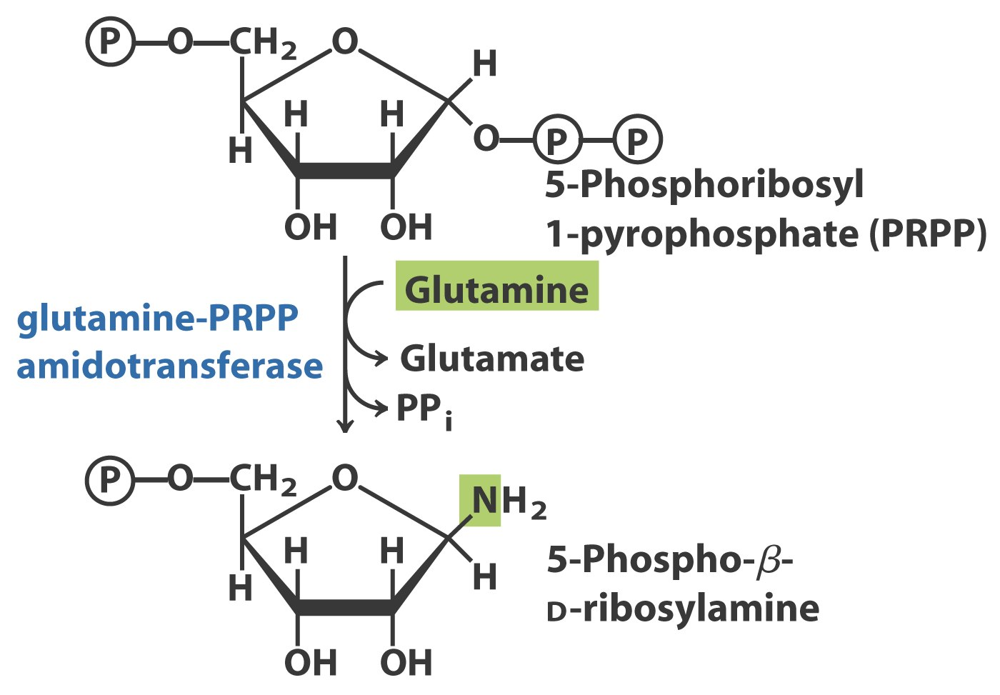 P–O–CH2 O H
H H H O–P–P
OH OH
5-Phosphoribosyl
1-pyrophosphate (PRPP)
Glutamine
glutamine-PRPP
amidotransferase
Glutamate
PPi
P–O–CH2 O NH2
H H H H
OH OH
5-Phospho-β-
D-ribosylamine